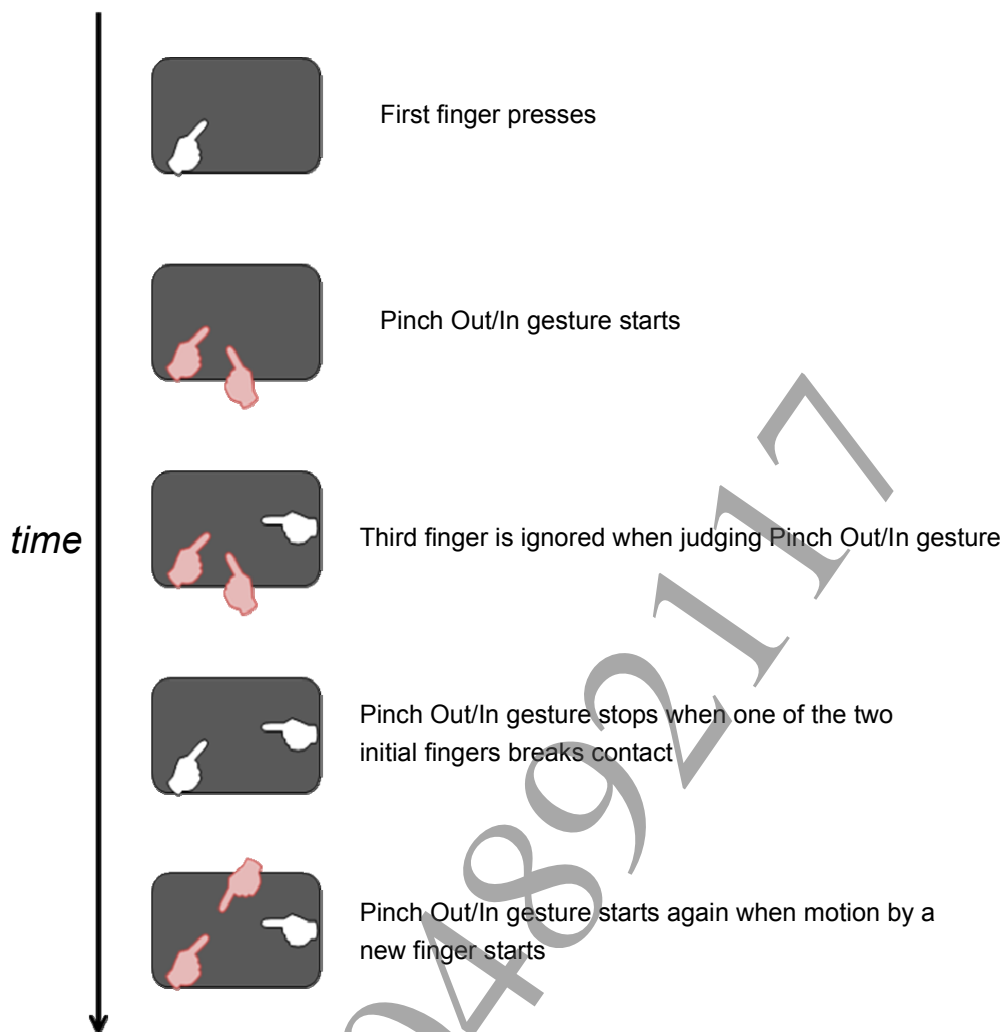 First finger presses
Pinch Out/In gesture starts
time
Third finger is ignored when judging Pinch Out/In gesture
Pinch Out/In gesture stops when one of the two
initial fingers breaks contact
Pinch Out/In gesture starts again when motion by a
new finger starts
04892117